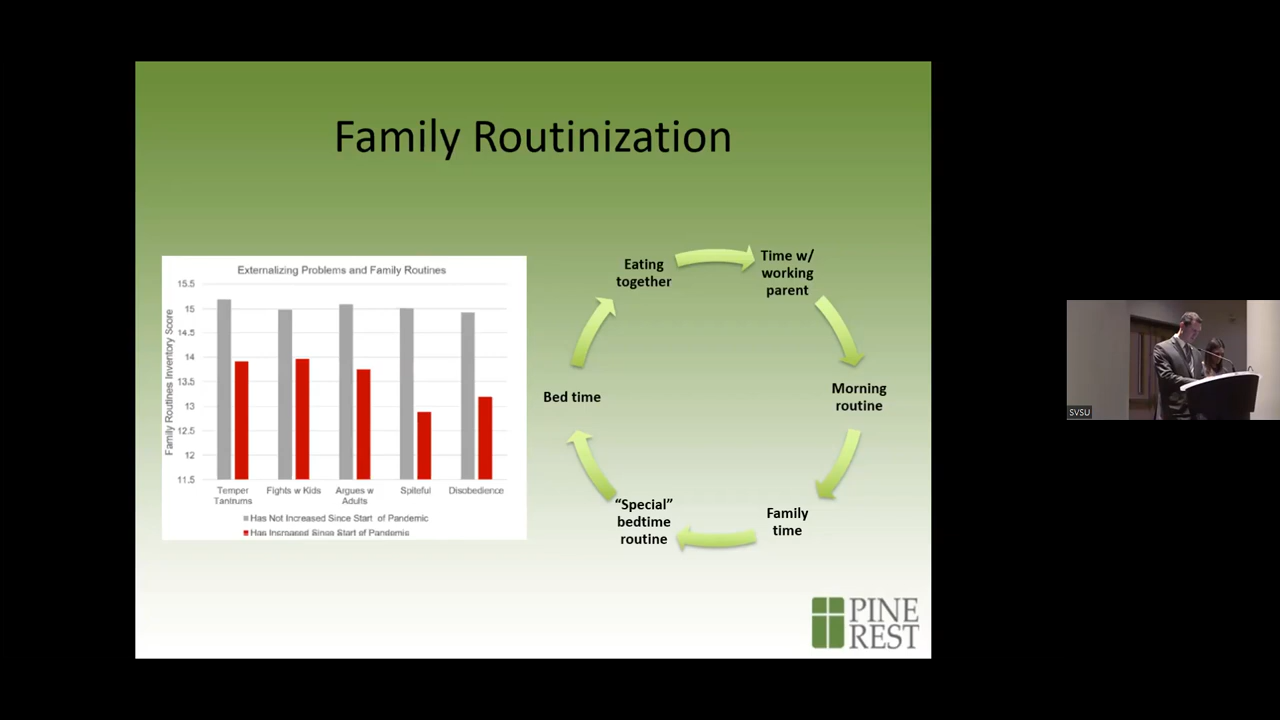 Family Routinization
Externalizing Problems and Family Routines
Family Routines Inventory Score
15.5
15
14.5
14
13.5
13
12.5
12
11.5
Temper
Tantrums
Fights w Kids
Argues w
Adults
Spiteful
Disobedience
Has Not Increased Since Start of Pandemic
Has Increased Since Start of Pandemic
Eating
together
Time w/
working
parent
Morning
routine
Family
time
“Special”
bedtime
routine
Bed time
PINE
REST
SVSU